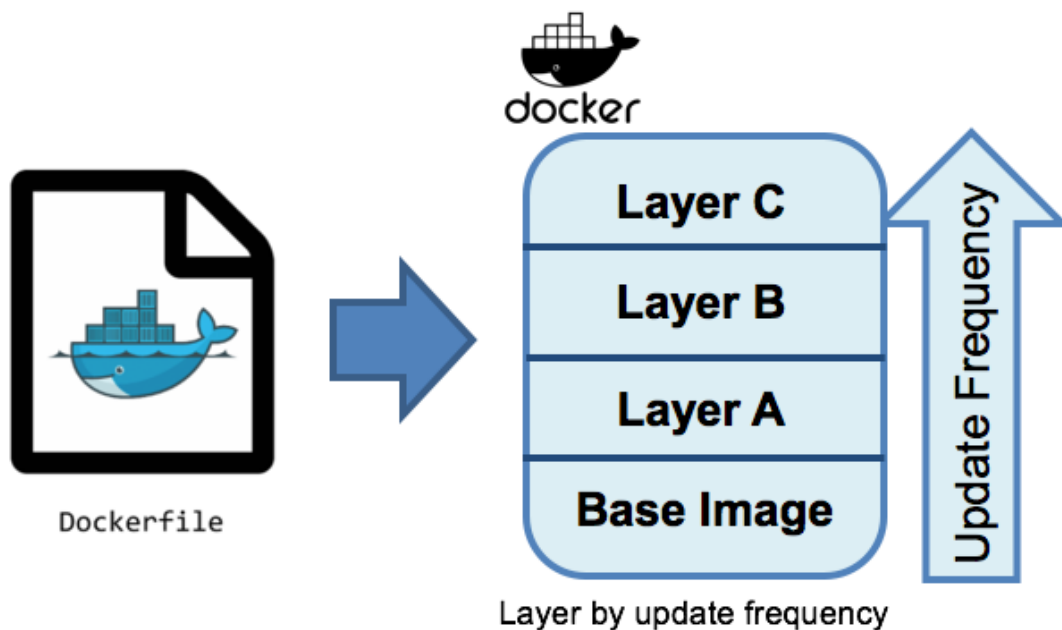 docker
Layer C
Layer B
Layer A
Base Image
Update Frequency
Dockerfile
Layer by update frequency